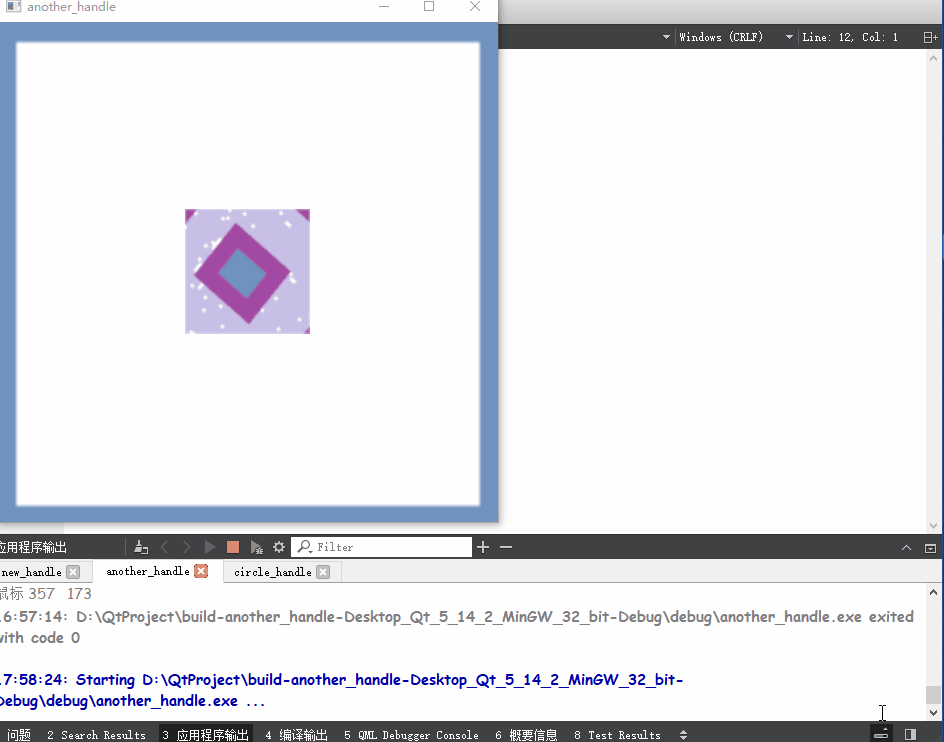 another_handle
Windows (CRLF)
Line: 12, Col: 1
应用程序输出
Filter
new_handle
another_handle
circle_handle
鼠标 357 173
16:57:14: D:\QtProject\build-another_handle-Desktop_Qt_5_14_2_MinGW_32_bit-Debug\debug\another_handle.exe exited
with code 0
17:58:24: Starting D:\QtProject\build-another_handle-Desktop_Qt_5_14_2_MinGW_32_bit-
Debug\debug\another_handle.exe ...
问题
2 Search Results
3 应用程序输出
4 编译输出
5 QML Debugger Console
6 概要信息
8 Test Results